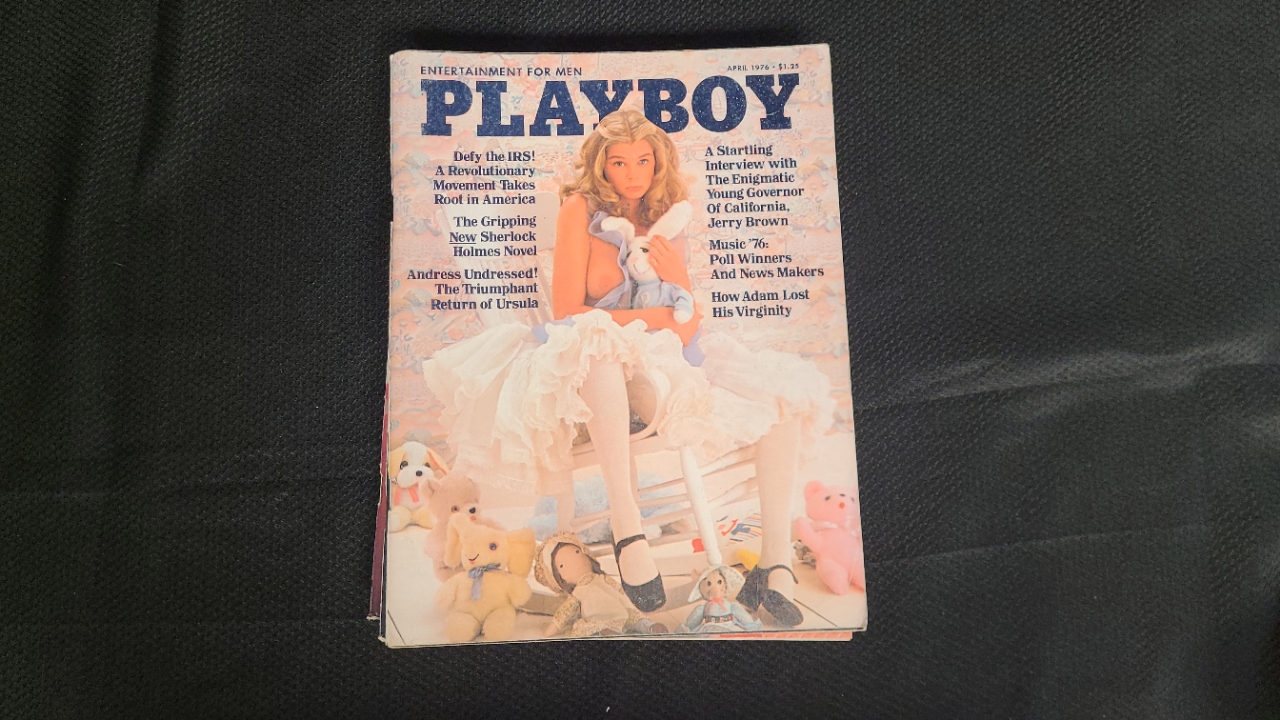 ENTERTAINMENT FOR MEN
APRIL 1976 • $1.25
PLAYBOY
Defy the IRS!
A Revolutionary
Movement Takes
Root in America
The Gripping
New Sherlock
Holmes Novel
Andress Undressed!
The Triumphant
Return of Ursula
A Startling
Interview with
The Enigmatic
Young Governor
Of California,
Jerry Brown
Music '76:
Poll Winners
And News Makers
How Adam Lost
His Virginity